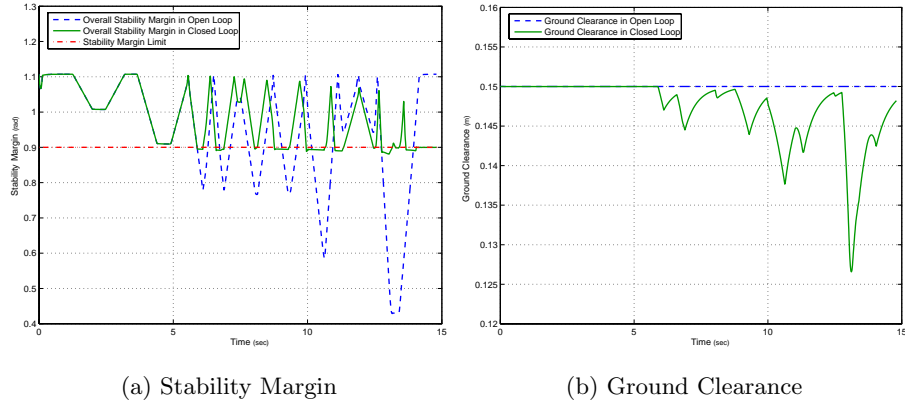 1.3
1.2
1.1
1.0
0.9
0.8
0.7
0.6
0.5
0.4
0
5
10
15
Stability Margin (rad)
Time (sec)
Overall Stability Margin in Open Loop
Overall Stability Margin in Closed Loop
Stability Margin Limit
(a) Stability Margin
0.16
0.155
0.15
0.145
0.14
0.135
0.13
0.125
0.12
0
5
10
15
Ground Clearance (m)
Time (sec)
Ground Clearance in Open Loop
Ground Clearance in Closed Loop
(b) Ground Clearance